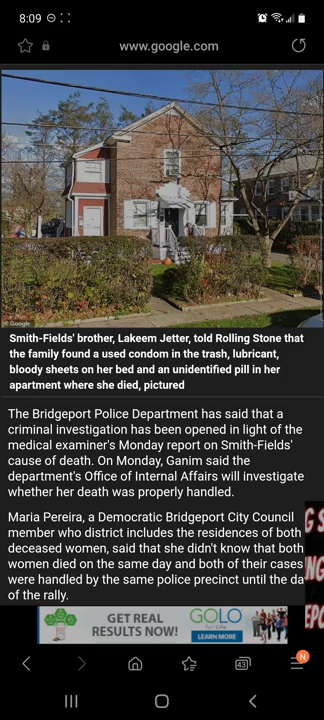 8:09
www.google.com
© Google
Smith-Fields' brother, Lakeem Jetter, told Rolling Stone that
the family found a used condom in the trash, lubricant,
bloody sheets on her bed and an unidentified pill in her
apartment where she died, pictured
The Bridgeport Police Department has said that a
criminal investigation has been opened in light of the
medical examiner's Monday report on Smith-Fields'
cause of death. On Monday, Ganim said the
department's Office of Internal Affairs will investigate
whether her death was properly handled.
Maria Pereira, a Democratic Bridgeport City Council
member who district includes the residences of both
deceased women, said that she didn't know that both
women died on the same day and both of their cases
were handled by the same police precinct until the da
of the rally.
GET REAL
RESULTS NOW!
GOLO
for Life
LEARN MORE
43
N